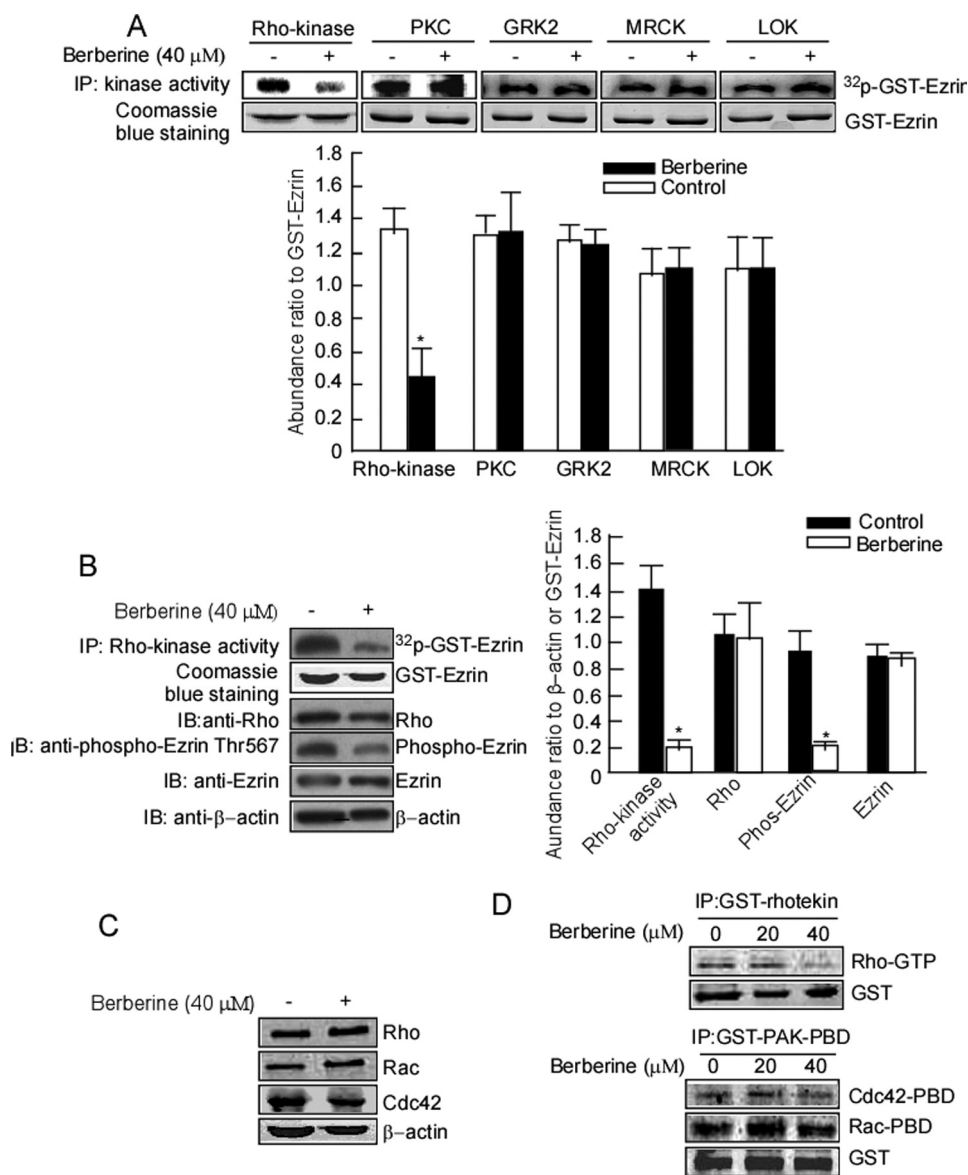 A
Rho-kinase PKC GRK2 MRCK LOK
Berberine (40 μM) - + - + - + - + - +
IP: kinase activity
32p-GST-Ezrin
Coomassie
blue staining
GST-Ezrin
Abundance ratio to GST-Ezrin
1.8
1.6
1.4
1.2
1.0
0.8
0.6
0.4
0.2
0
Berberine
Control
*
Rho-kinase PKC GRK2 MRCK LOK
B
Berberine (40 μM) - +
IP: Rho-kinase activity
32p-GST-Ezrin
Coomassie
blue staining
GST-Ezrin
IB:anti-Rho
Rho
IB: anti-phospho-Ezrin Thr567
Phospho-Ezrin
IB: anti-Ezrin
Ezrin
IB: anti-β-actin
β-actin
Aundance ratio to β-actin or GST-Ezrin
1.8
1.6
1.4
1.2
1.0
0.8
0.6
0.4
0.2
0
Control
Berberine
*
*
Rho-kinase
activity
Rho
Phos-Ezrin
Ezrin
C
Berberine (40 μM) - +
Rho
Rac
Cdc42
β-actin
D
IP:GST-rhotekin
Berberine (μM) 0 20 40
Rho-GTP
GST
IP:GST-PAK-PBD
Berberine (μM) 0 20 40
Cdc42-PBD
Rac-PBD
GST